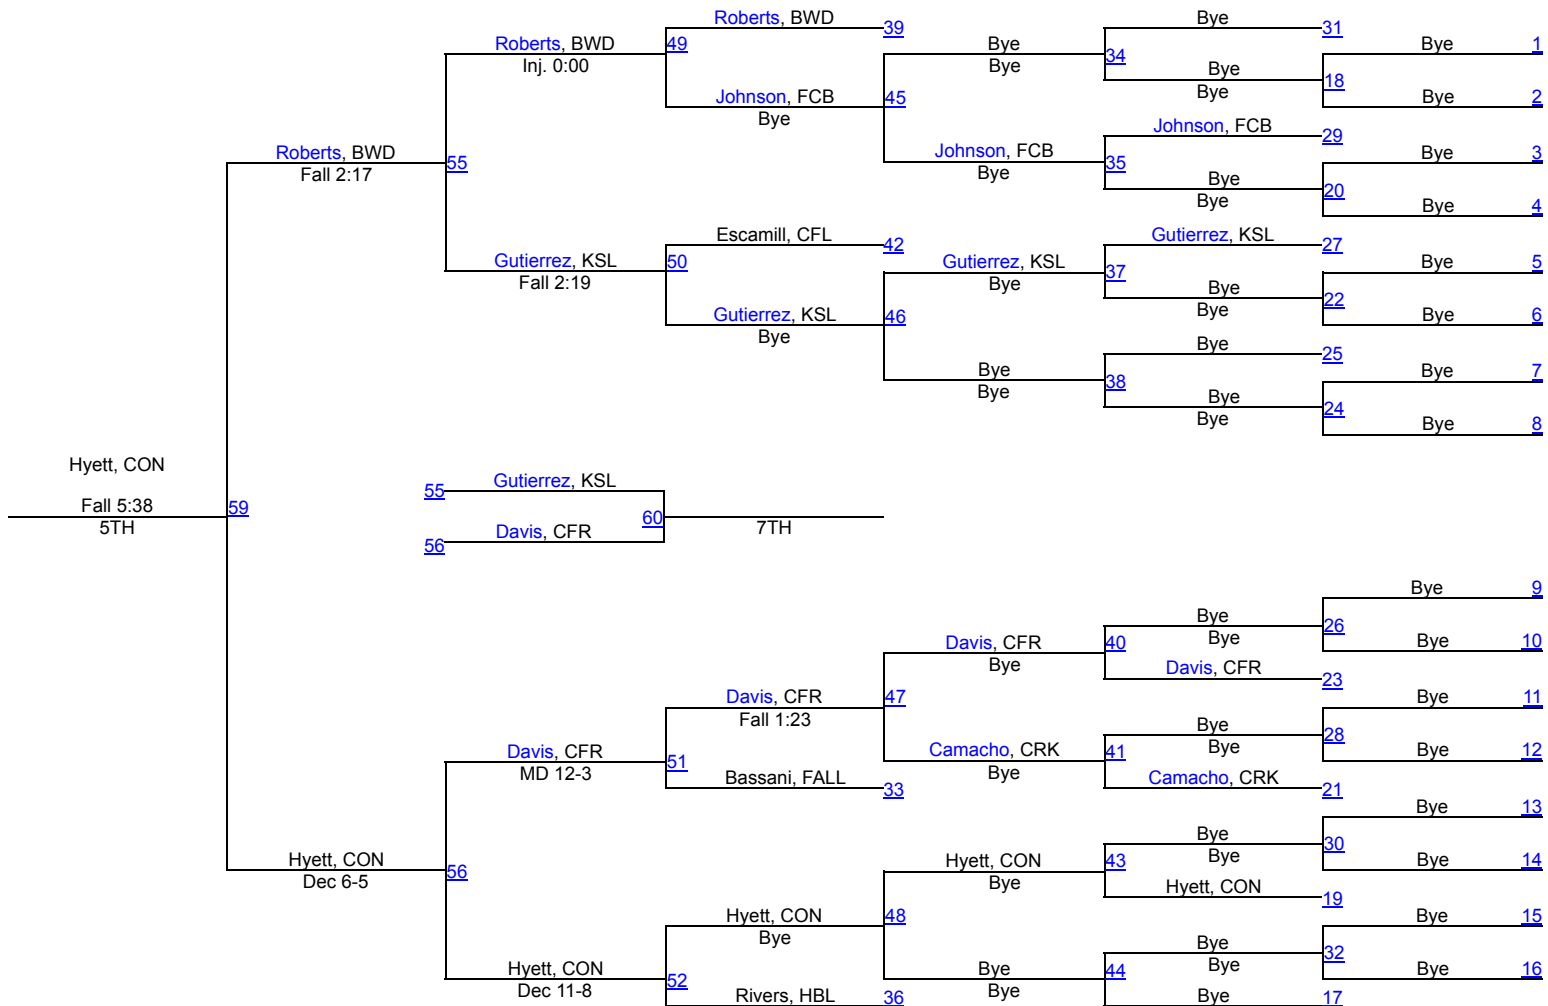 Roberts, BWD 39 Bye 31
Roberts, BWD 49 Bye 34 Bye 1
Inj. 0:00 Bye Bye 18
Johnson, FCB 45 Bye Bye 2
Bye Johnson, FCB 29
Roberts, BWD 55 Johnson, FCB 35 Bye 3
Fall 2:17 Bye Bye 20
Bye Bye 4
Escamill, CFL 42 Gutierrez, KSL 27
Gutierrez, KSL 50 Gutierrez, KSL 37 Bye 5
Fall 2:19 Bye Bye 22
Gutierrez, KSL 46 Bye Bye 6
Bye Bye 25
Bye 38 Bye 7
Bye Bye 24
Bye Bye 8
Hyett, CON
55 Gutierrez, KSL
Fall 5:38 59 60
5TH 7TH
56 Davis, CFR
Bye 9
Bye 26
Davis, CFR 40 Bye Bye 10
Bye Davis, CFR 23
Davis, CFR 47 Bye 11
Fall 1:23 Bye 28
Davis, CFR 51 Camacho, CRK 41 Bye Bye 12
MD 12-3 Bye
Bassani, FALL 33 Camacho, CRK 21
Bye 13
Bye 30
Hyett, CON 56 Hyett, CON 43 Bye Bye 14
Dec 6-5 Bye
Hyett, CON 19
Hyett, CON 48 Bye 15
Bye Bye 32
Hyett, CON 52 Bye 44 Bye Bye 16
Dec 11-8 Bye
Rivers, HBL 36 Bye 17